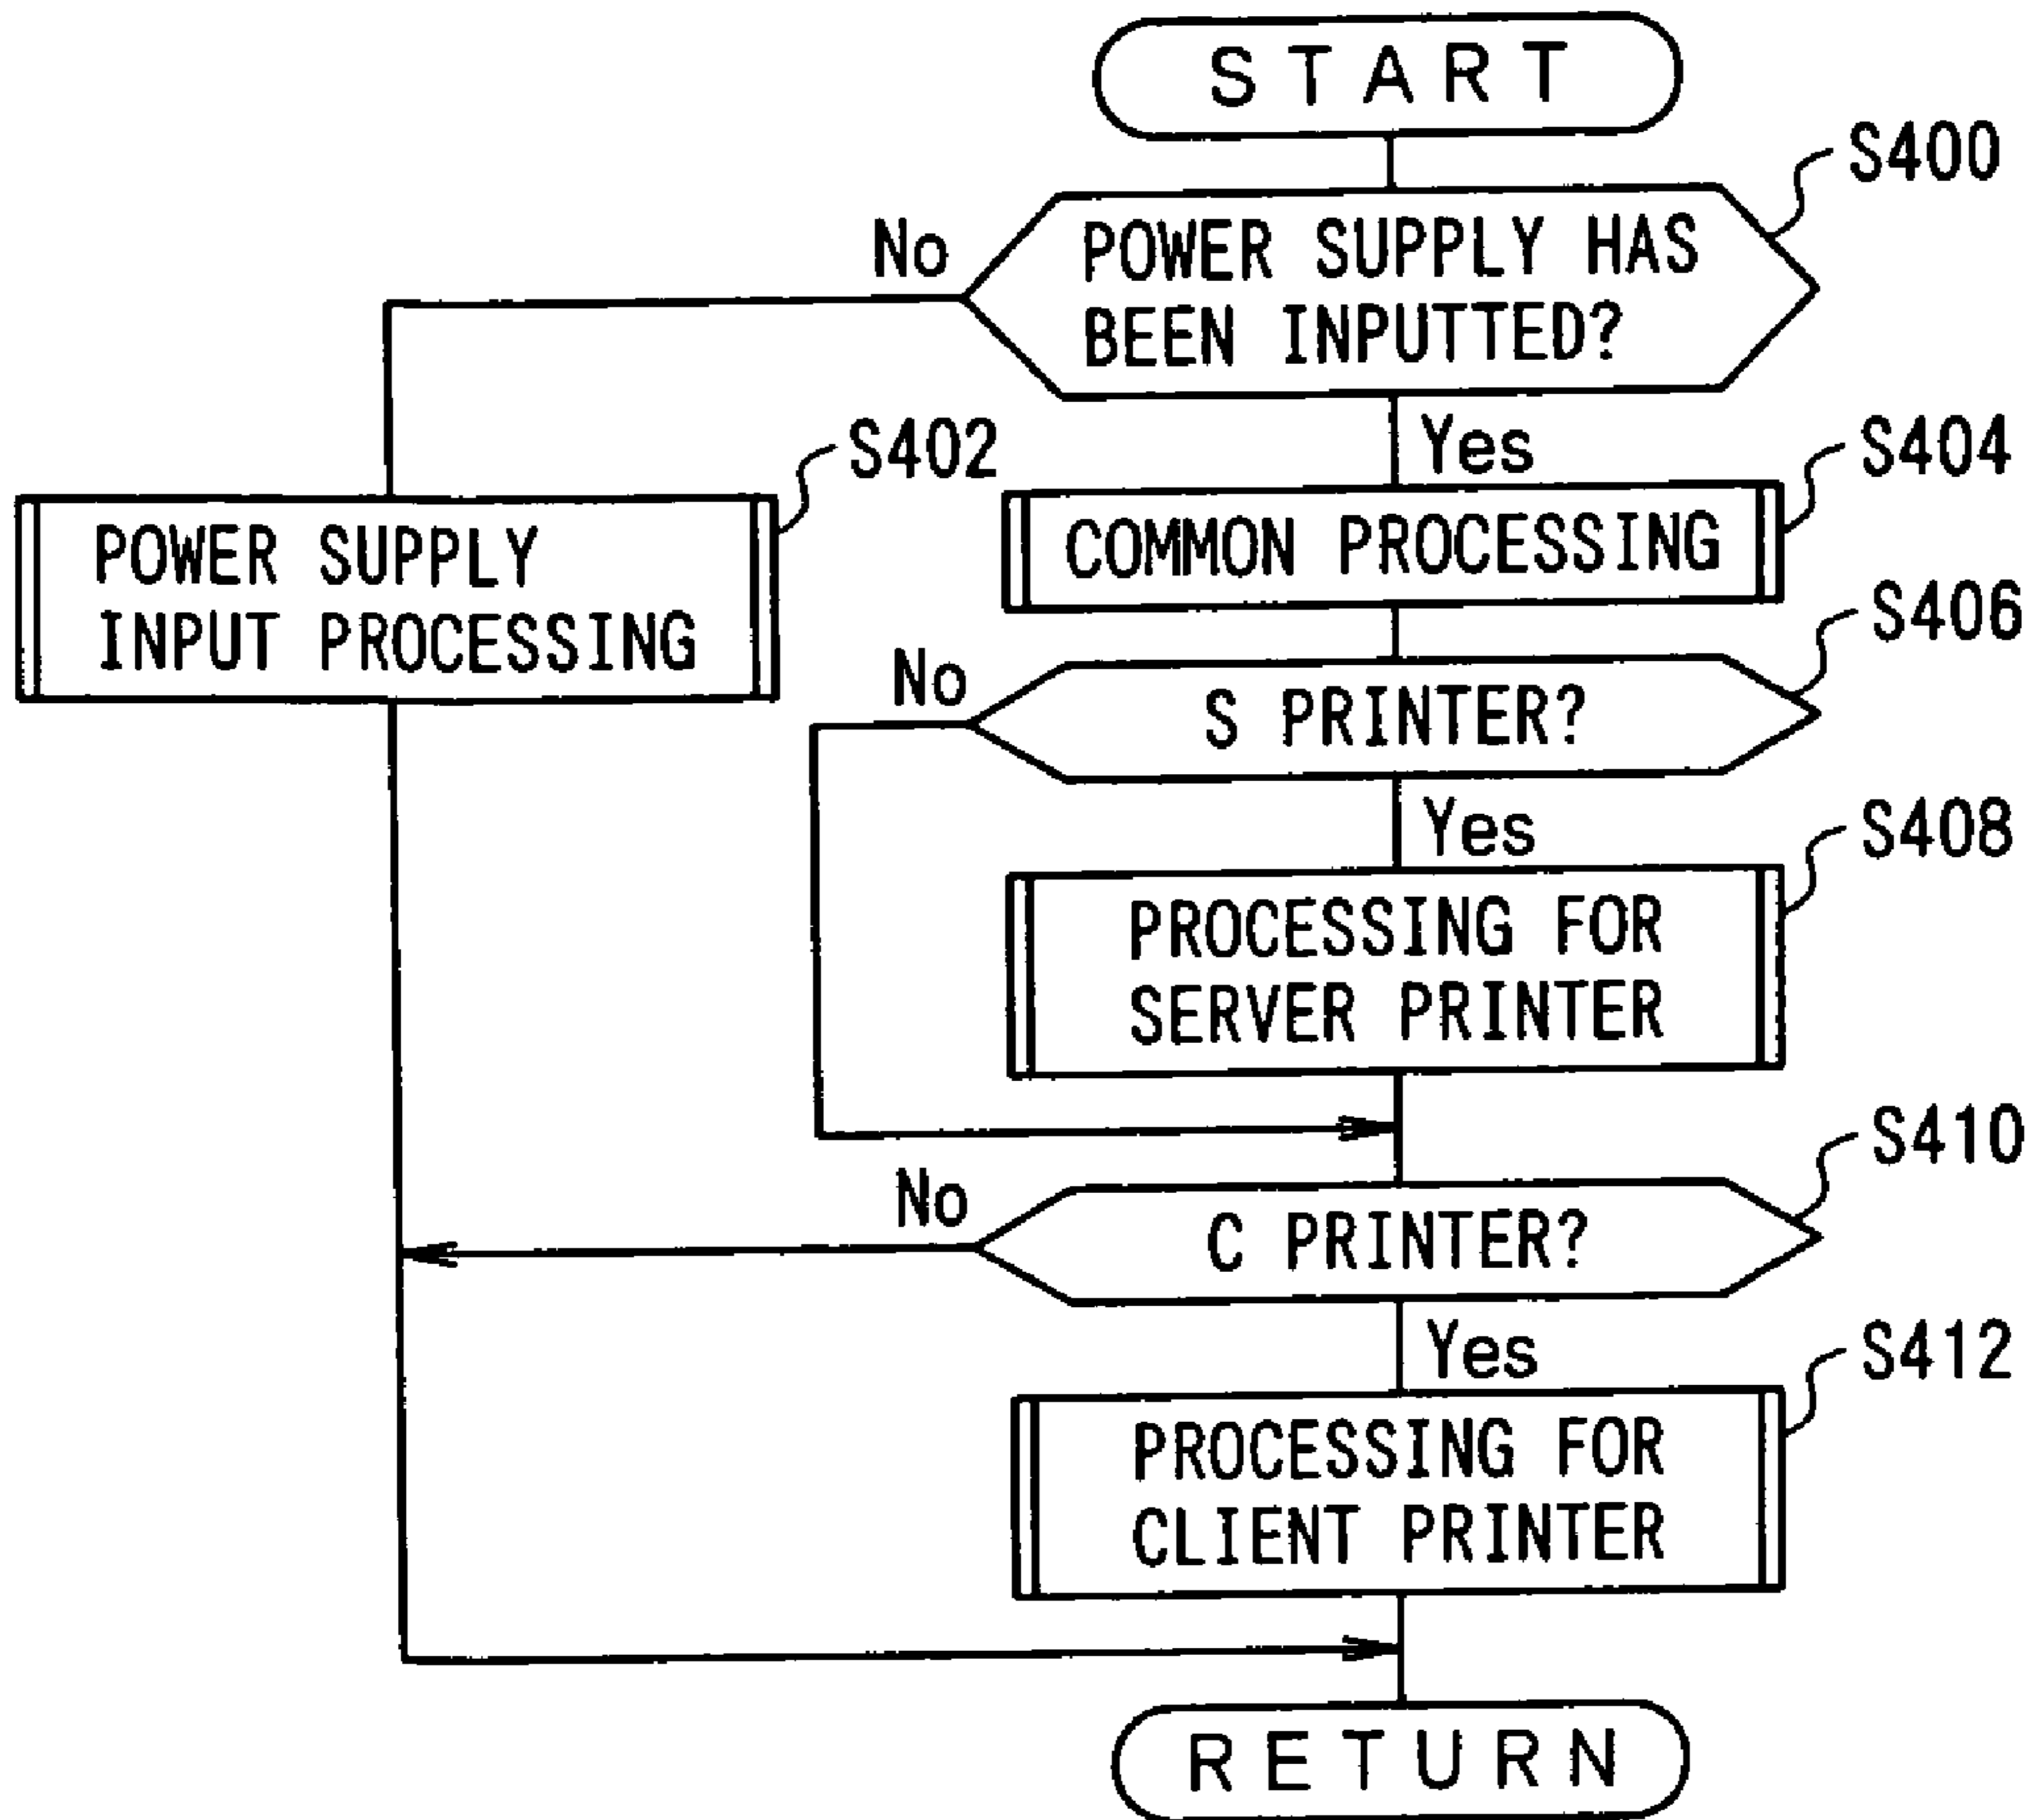 START
S400
No
POWER SUPPLY HAS
BEEN INPUTTED?
Yes
S402
S404
POWER SUPPLY
INPUT PROCESSING
COMMON PROCESSING
S406
No
S PRINTER?
Yes
S408
PROCESSING FOR
SERVER PRINTER
S410
No
C PRINTER?
Yes
S412
PROCESSING FOR
CLIENT PRINTER
RETURN